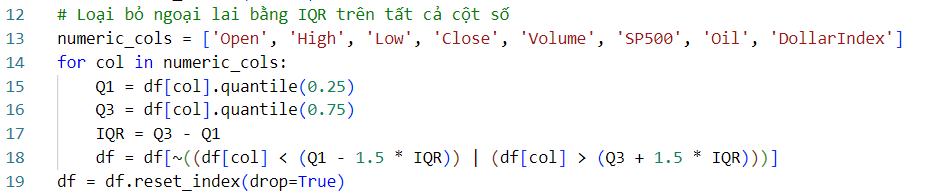 12 # Loại bỏ ngoại lai bằng IQR trên tất cả cột số
13 numeric_cols = ['Open', 'High', 'Low', 'Close', 'Volume', 'SP500', 'Oil', 'DollarIndex']
14 for col in numeric_cols:
15     Q1 = df[col].quantile(0.25)
16     Q3 = df[col].quantile(0.75)
17     IQR = Q3 - Q1
18     df = df[~((df[col] < (Q1 - 1.5 * IQR)) | (df[col] > (Q3 + 1.5 * IQR)))]
19 df = df.reset_index(drop=True)